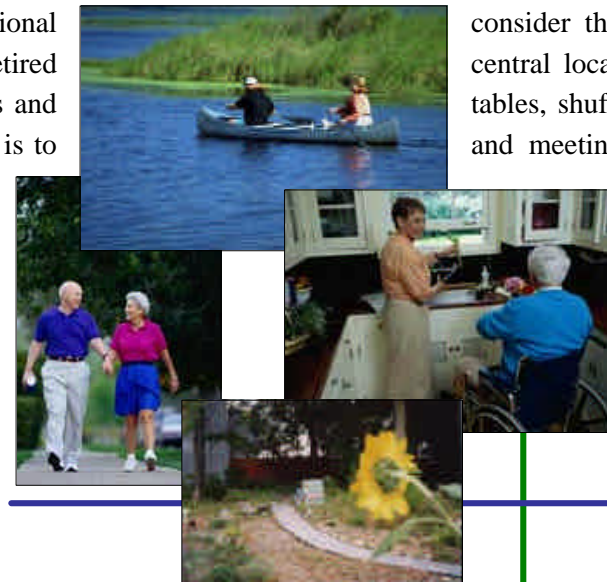 ional
etired
s and
is to
consider th
central loca
tables, shuf
and meetin